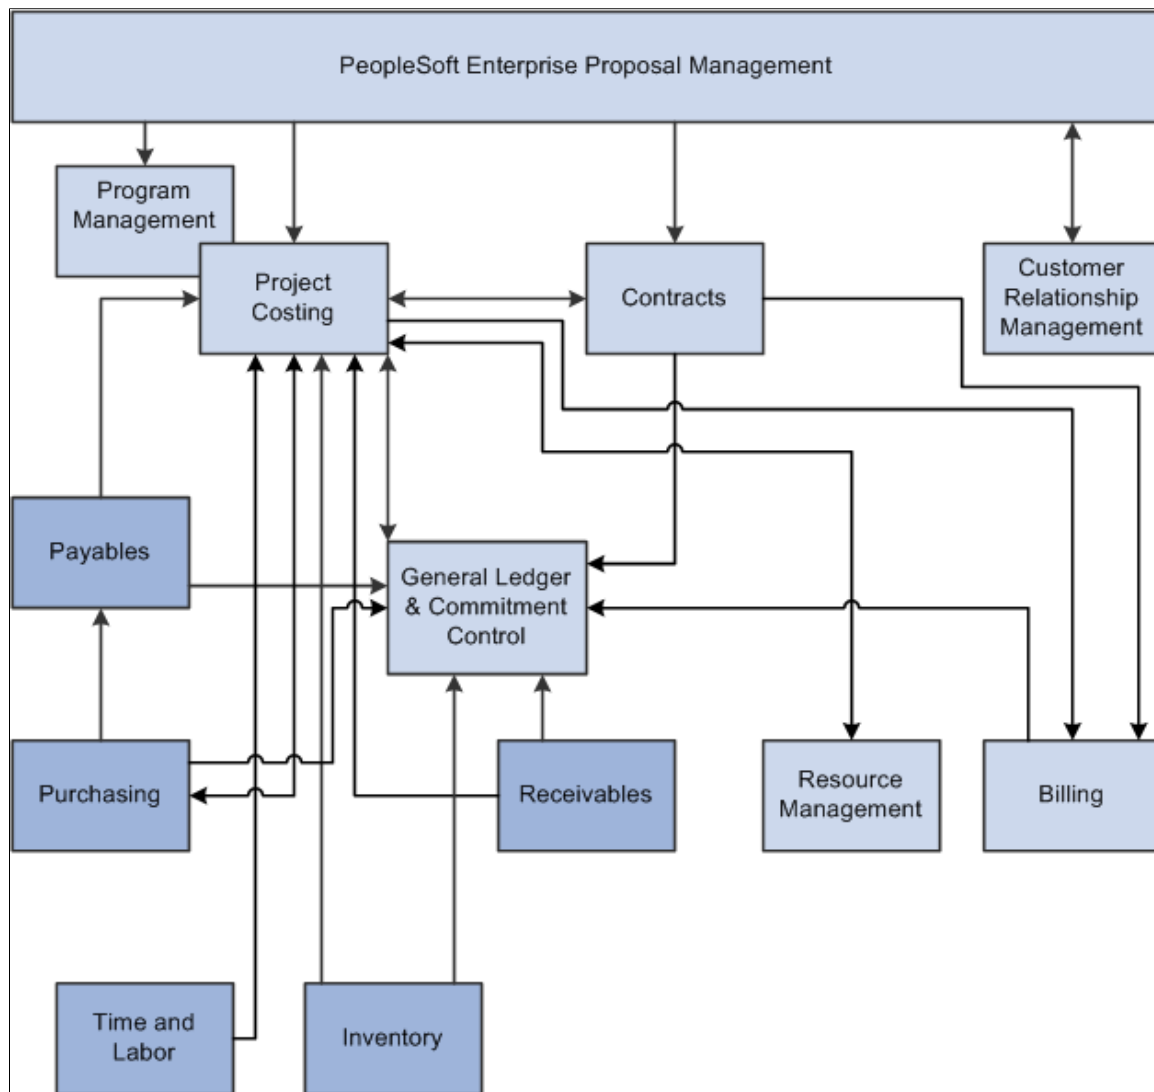 PeopleSoft Enterprise Proposal Management
Program
Management
Project
Costing
Contracts
Customer
Relationship
Management
Payables
General Ledger
& Commitment
Control
Purchasing
Receivables
Resource
Management
Billing
Time and
Labor
Inventory